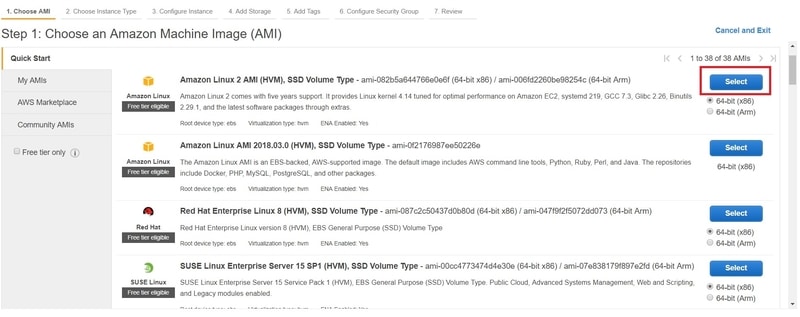 1. Choose AMI 2. Choose Instance Type 3. Configure Instance 4. Add Storage 5. Add Tags 6. Configure Security Group 7. Review
Step 1: Choose an Amazon Machine Image (AMI)
Cancel and Exit
Quick Start
My AMIs
AWS Marketplace
Community AMIs
Free tier only
1 to 38 of 38 AMIs
Amazon Linux
Free tier eligible
Amazon Linux 2 AMI (HVM), SSD Volume Type - ami-082b5a644766e0e6f (64-bit x86) / ami-006fd2260be98254c (64-bit Arm)
Amazon Linux 2 comes with five years support. It provides Linux kernel 4.14 tuned for optimal performance on Amazon EC2, systemd 219, GCC 7.3, Glibc 2.26, Binutils
2.29.1, and the latest software packages through extras.
Root device type: ebs Virtualization type: hvm ENA Enabled: Yes
Select
64-bit (x86)
64-bit (Arm)
Amazon Linux
Free tier eligible
Amazon Linux AMI 2018.03.0 (HVM), SSD Volume Type - ami-0f2176987ee50226e
The Amazon Linux AMI is an EBS-backed, AWS-supported image. The default image includes AWS command line tools, Python, Ruby, Perl, and Java. The repositories
include Docker, PHP, MySQL, PostgreSQL, and other packages.
Root device type: ebs Virtualization type: hvm ENA Enabled: Yes
Select
64-bit (x86)
Red Hat
Free tier eligible
Red Hat Enterprise Linux 8 (HVM), SSD Volume Type - ami-087c2c50437d0b80d (64-bit x86) / ami-047f9f2f5072dd073 (64-bit Arm)
Red Hat Enterprise Linux version 8 (HVM), EBS General Purpose (SSD) Volume Type
Root device type: ebs Virtualization type: hvm ENA Enabled: Yes
Select
64-bit (x86)
64-bit (Arm)
SUSE Linux
Free tier eligible
SUSE Linux Enterprise Server 15 SP1 (HVM), SSD Volume Type - ami-00cc4773474d4e30e (64-bit x86) / ami-07e838179f897e2fd (64-bit Arm)
SUSE Linux Enterprise Server 15 Service Pack 1 (HVM), EBS General Purpose (SSD) Volume Type. Public Cloud, Advanced Systems Management, Web and Scripting,
and Legacy modules enabled.
Root device type: ebs Virtualization type: hvm ENA Enabled: Yes
Select
64-bit (x86)
64-bit (Arm)